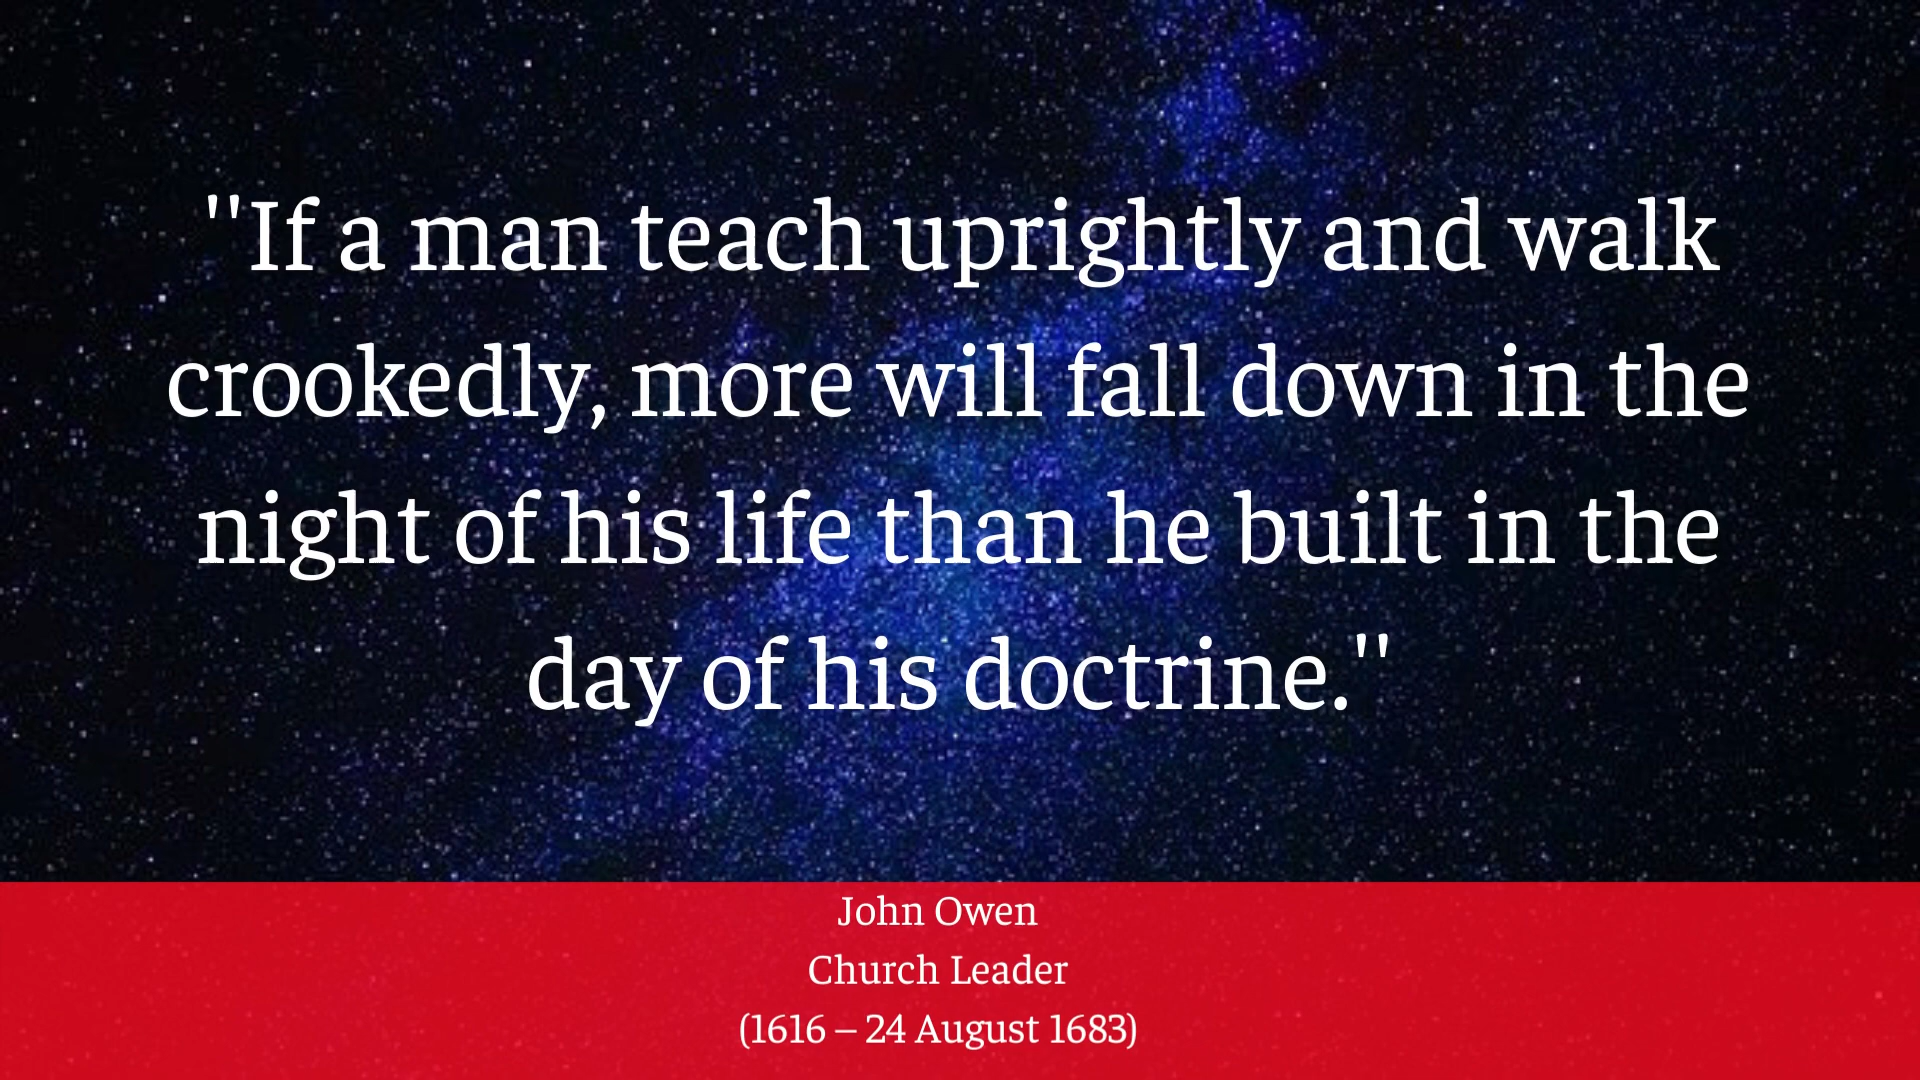 "If a man teach uprightly and walk
crookedly, more will fall down in the
night of his life than he built in the
day of his doctrine."
John Owen
Church Leader
(1616 – 24 August 1683)